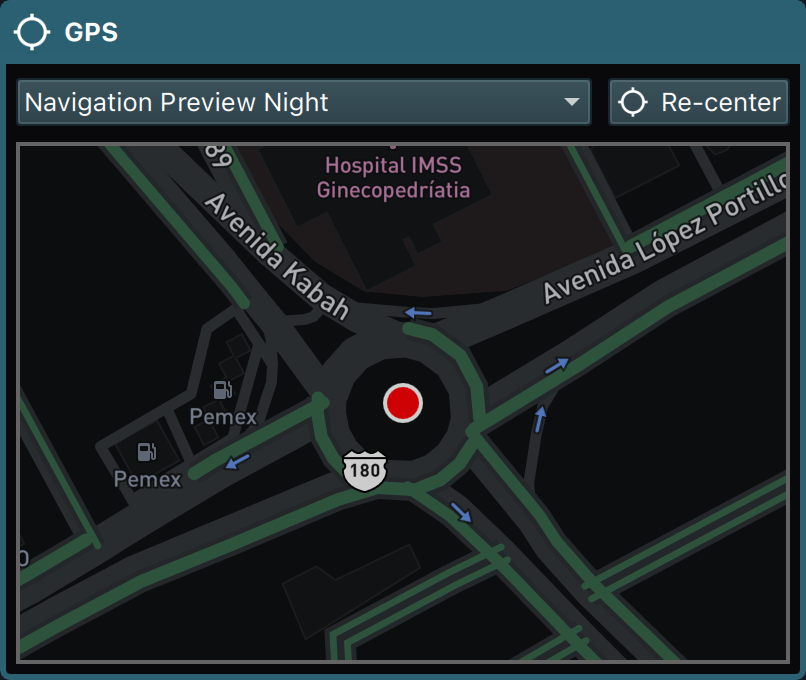 GPS
Navigation Preview Night
Re-center
89
Hospital IMSS
Ginecopedríatia
Avenida Kabah
Avenida López Portillo
Pemex
Pemex
180
0